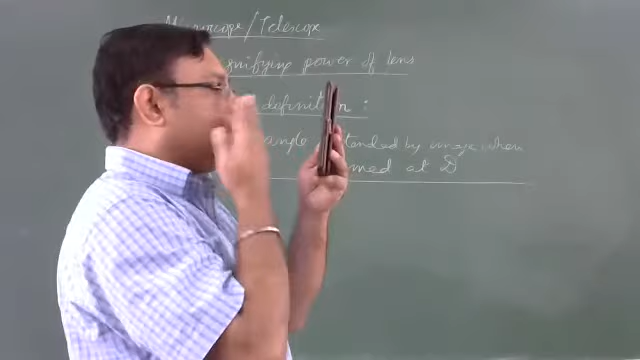 Microscope/Telescope
magnifying power of lens
definition :
angle subtended by image when
formed at D